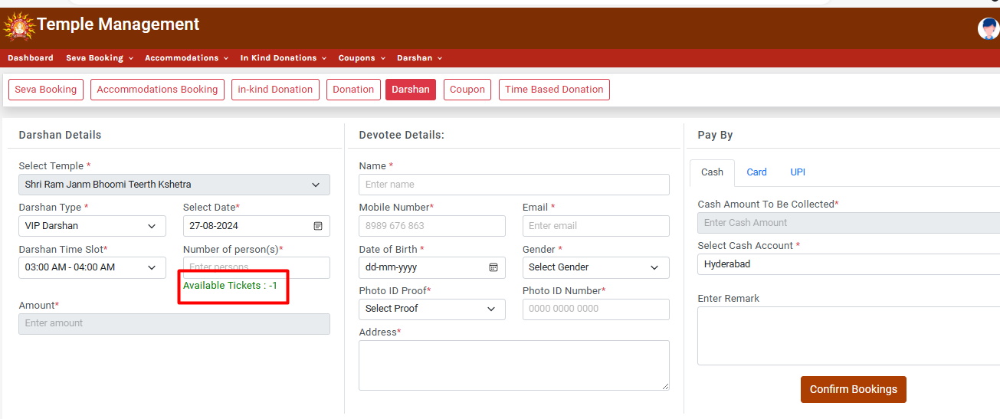 Temple Management
Dashboard Seva Booking Accommodations In Kind Donations Coupons Darshan
Seva Booking Accommodations Booking in-kind Donation Donation Darshan Coupon Time Based Donation
Darshan Details
Select Temple *
Shri Ram Janm Bhoomi Teerth Kshetra
Darshan Type * Select Date*
VIP Darshan 27-08-2024
Darshan Time Slot* Number of person(s)*
03:00 AM - 04:00 AM Enter persons
Available Tickets : -1
Amount*
Enter amount
Devotee Details:
Name *
Enter name
Mobile Number* Email *
8989 676 863 Enter email
Date of Birth * Gender *
dd-mm-yyyy Select Gender
Photo ID Proof* Photo ID Number*
Select Proof 0000 0000 0000
Address*
Pay By
Cash Card UPI
Cash Amount To Be Collected*
Enter Cash Amount
Select Cash Account *
Hyderabad
Enter Remark
Confirm Bookings